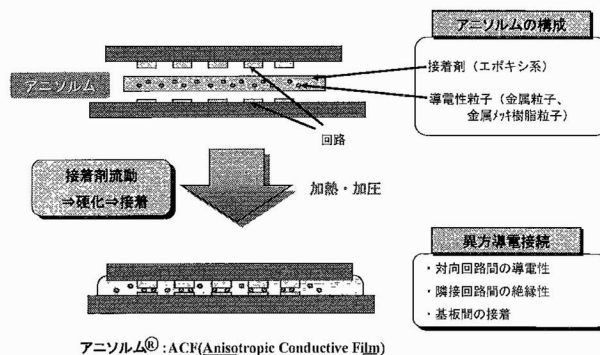 アニソルムの構成
接着剤（エポキシ系）
アニソルム
導電性粒子（金属粒子、
金属メッキ樹脂粒子）
回路
接着剤流動
⇒硬化⇒接着
加熱・加圧
異方導電接続
・対向回路間の導電性
・隣接回路間の絶縁性
・基板間の接着
アニソルム® : ACF(Anisotropic Conductive Film)